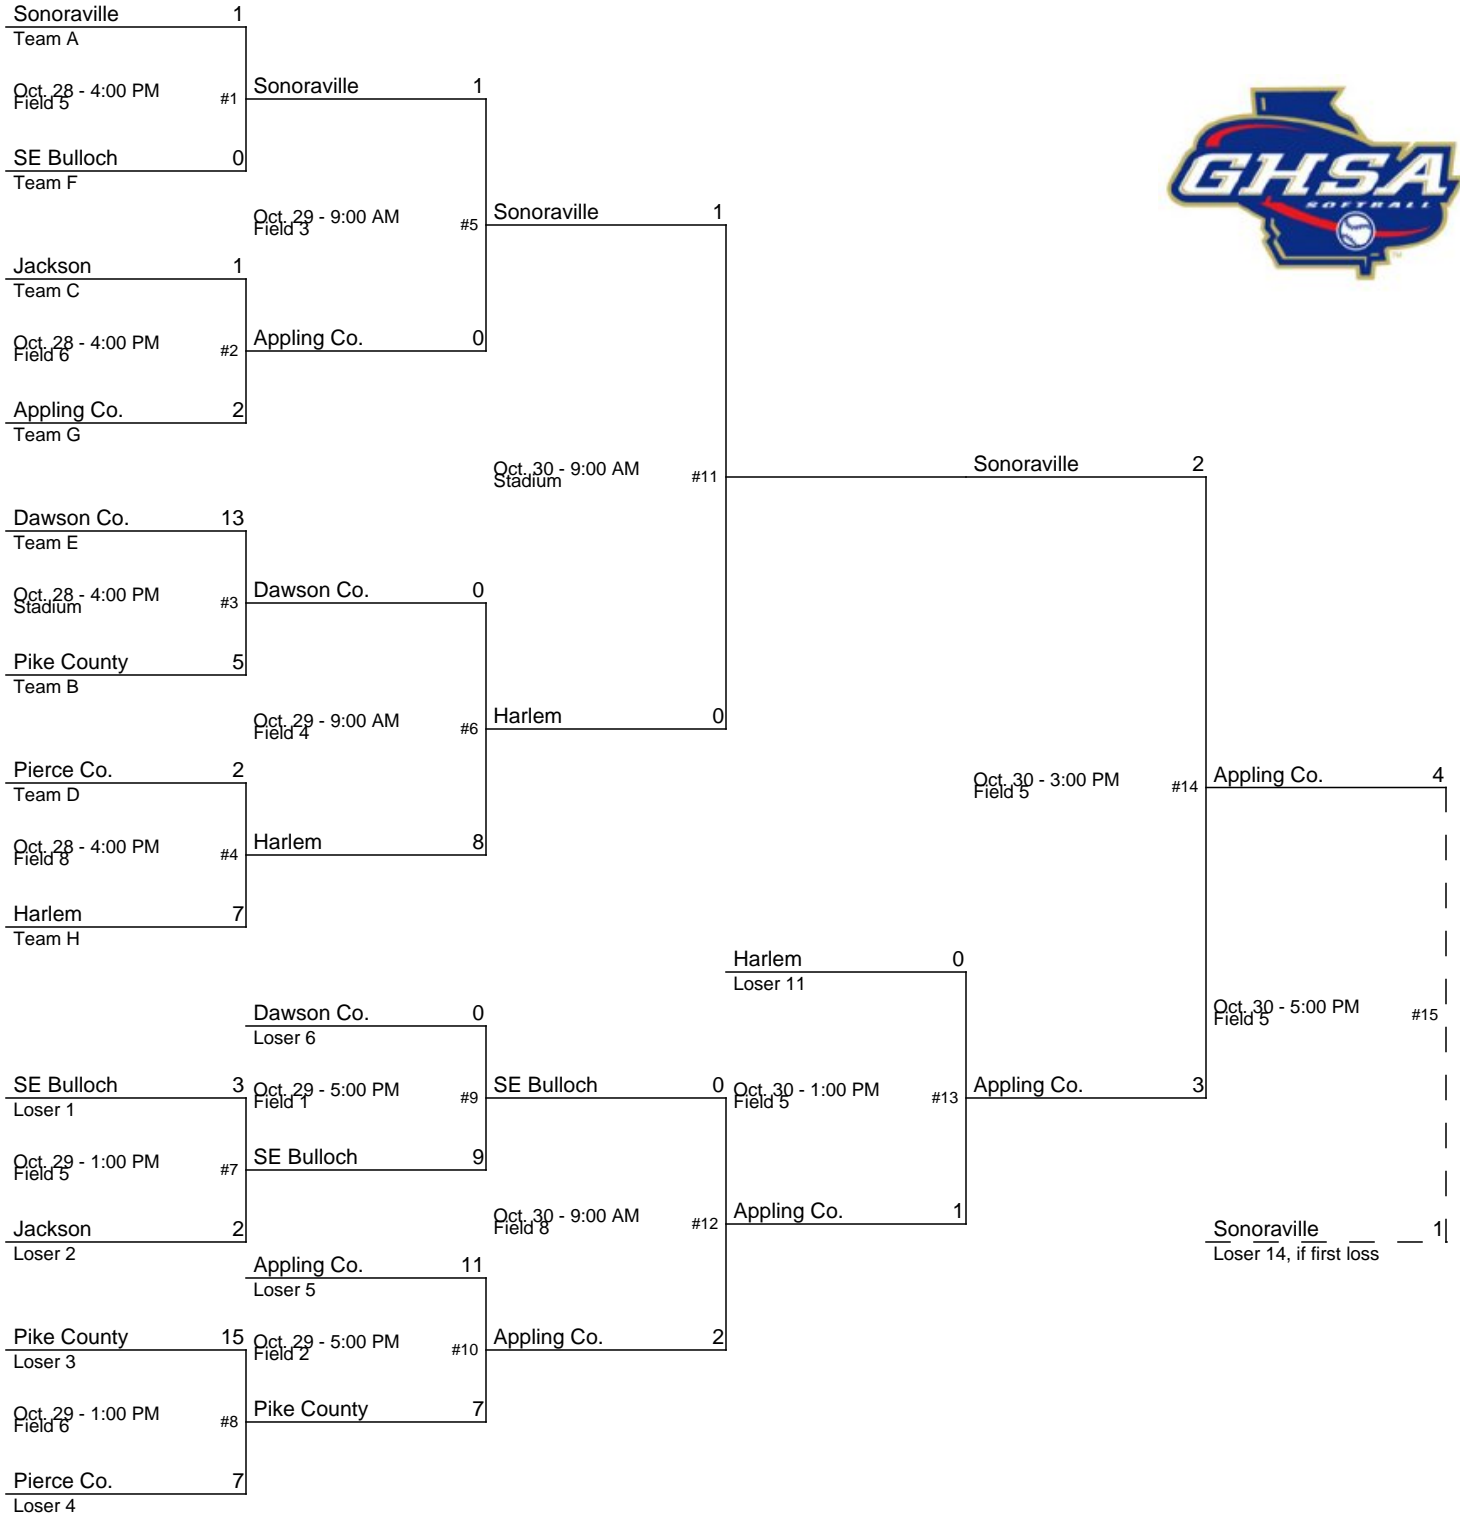 Sonoraville 1
Team A
Oct. 28 - 4:00 PM
Field 5
#1
SE Bulloch 0
Team F
Sonoraville 1
Oct. 29 - 9:00 AM
Field 3
#5
Jackson 1
Team C
Oct. 28 - 4:00 PM
Field 6
#2
Appling Co. 2
Team G
Appling Co. 0
Sonoraville 1
Oct. 30 - 9:00 AM
Stadium
#11
Dawson Co. 13
Team E
Oct. 28 - 4:00 PM
Stadium
#3
Pike County 5
Team B
Dawson Co. 0
Oct. 29 - 9:00 AM
Field 4
#6
Pierce Co. 2
Team D
Oct. 28 - 4:00 PM
Field 8
#4
Harlem 7
Team H
Harlem 8
Harlem 0
Sonoraville 2
Oct. 30 - 3:00 PM
Field 5
#14
GHSA
SOFTBALL
TM
Appling Co. 4
Oct. 30 - 5:00 PM
Field 5
#15
Sonoraville 1
Loser 14, if first loss
Harlem 0
Loser 11
Oct. 30 - 1:00 PM
Field 5
#13
Appling Co. 3
Appling Co. 1
Dawson Co. 0
Loser 6
Oct. 29 - 5:00 PM
Field 1
#9
SE Bulloch 9
SE Bulloch 0
Oct. 30 - 9:00 AM
Field 8
#12
SE Bulloch 3
Loser 1
Oct. 29 - 1:00 PM
Field 5
#7
Jackson 2
Loser 2
Appling Co. 11
Loser 5
Oct. 29 - 5:00 PM
Field 2
#10
Appling Co. 2
Pike County 7
Pike County 15
Loser 3
Oct. 29 - 1:00 PM
Field 6
#8
Pierce Co. 7
Loser 4